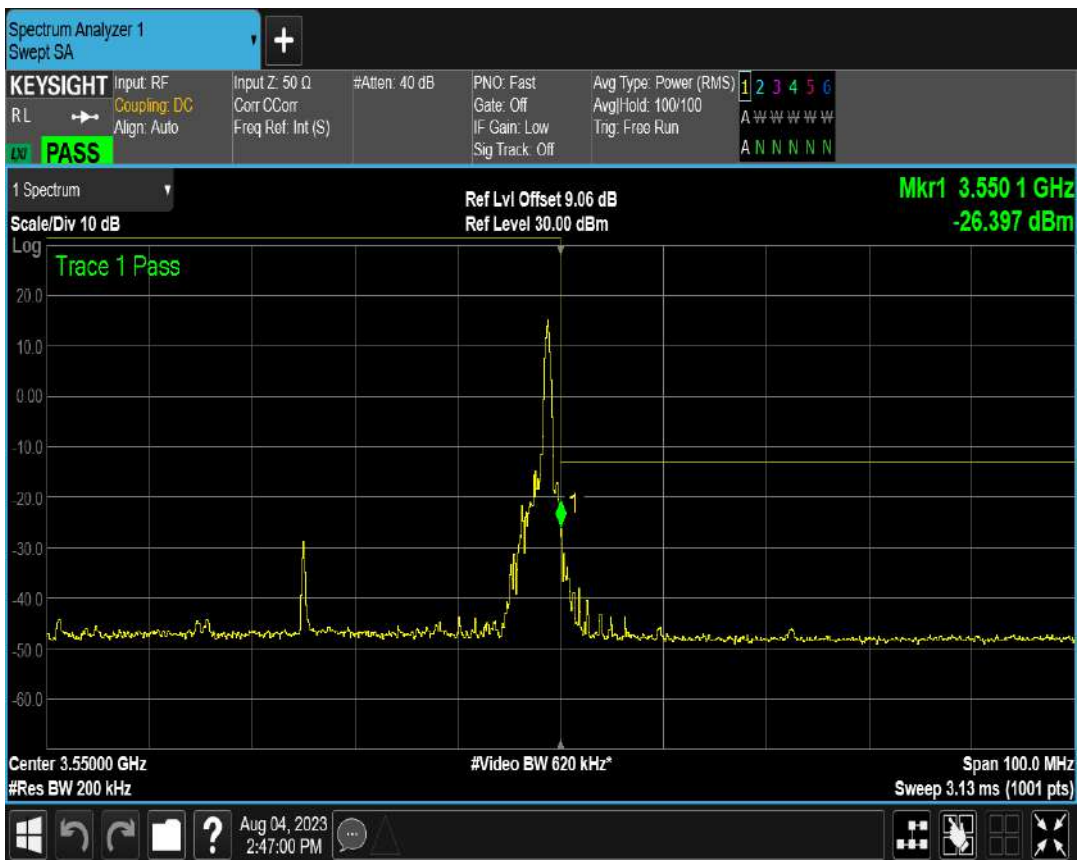 Spectrum Analyzer 1
Swept SA
+
KEYSIGHT
RL
LXI PASS
Input: RF
Coupling: DC
Align: Auto
Input Z: 50 Ω
Corr CCorr
Freq Ref: Int (S)
#Atten: 40 dB
PNO: Fast
Gate: Off
IF Gain: Low
Sig Track: Off
Avg Type: Power (RMS)
Avg|Hold: 100/100
Trig: Free Run
1 2 3 4 5 6
A W W W W W
A N N N N N
1 Spectrum
Scale/Div 10 dB
Ref Lvl Offset 9.06 dB
Ref Level 30.00 dBm
Mkr1 3.550 1 GHz
-26.397 dBm
Log
Trace 1 Pass
20.0
10.0
0.00
-10.0
-20.0
-30.0
-40.0
-50.0
-60.0
1
Center 3.55000 GHz
#Res BW 200 kHz
#Video BW 620 kHz*
Span 100.0 MHz
Sweep 3.13 ms (1001 pts)
?
Aug 04, 2023
2:47:00 PM